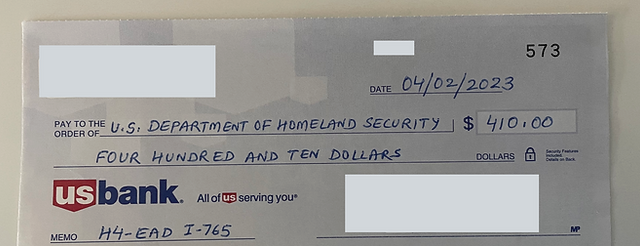 573
DATE 04/02/2023
PAY TO THE ORDER OF U.S. DEPARTMENT OF HOMELAND SECURITY $ 410.00
FOUR HUNDRED AND TEN DOLLARS DOLLARS Security Features Included. Details on Back.
usbank. All of us serving you®
MEMO H4-EAD I-765 MP